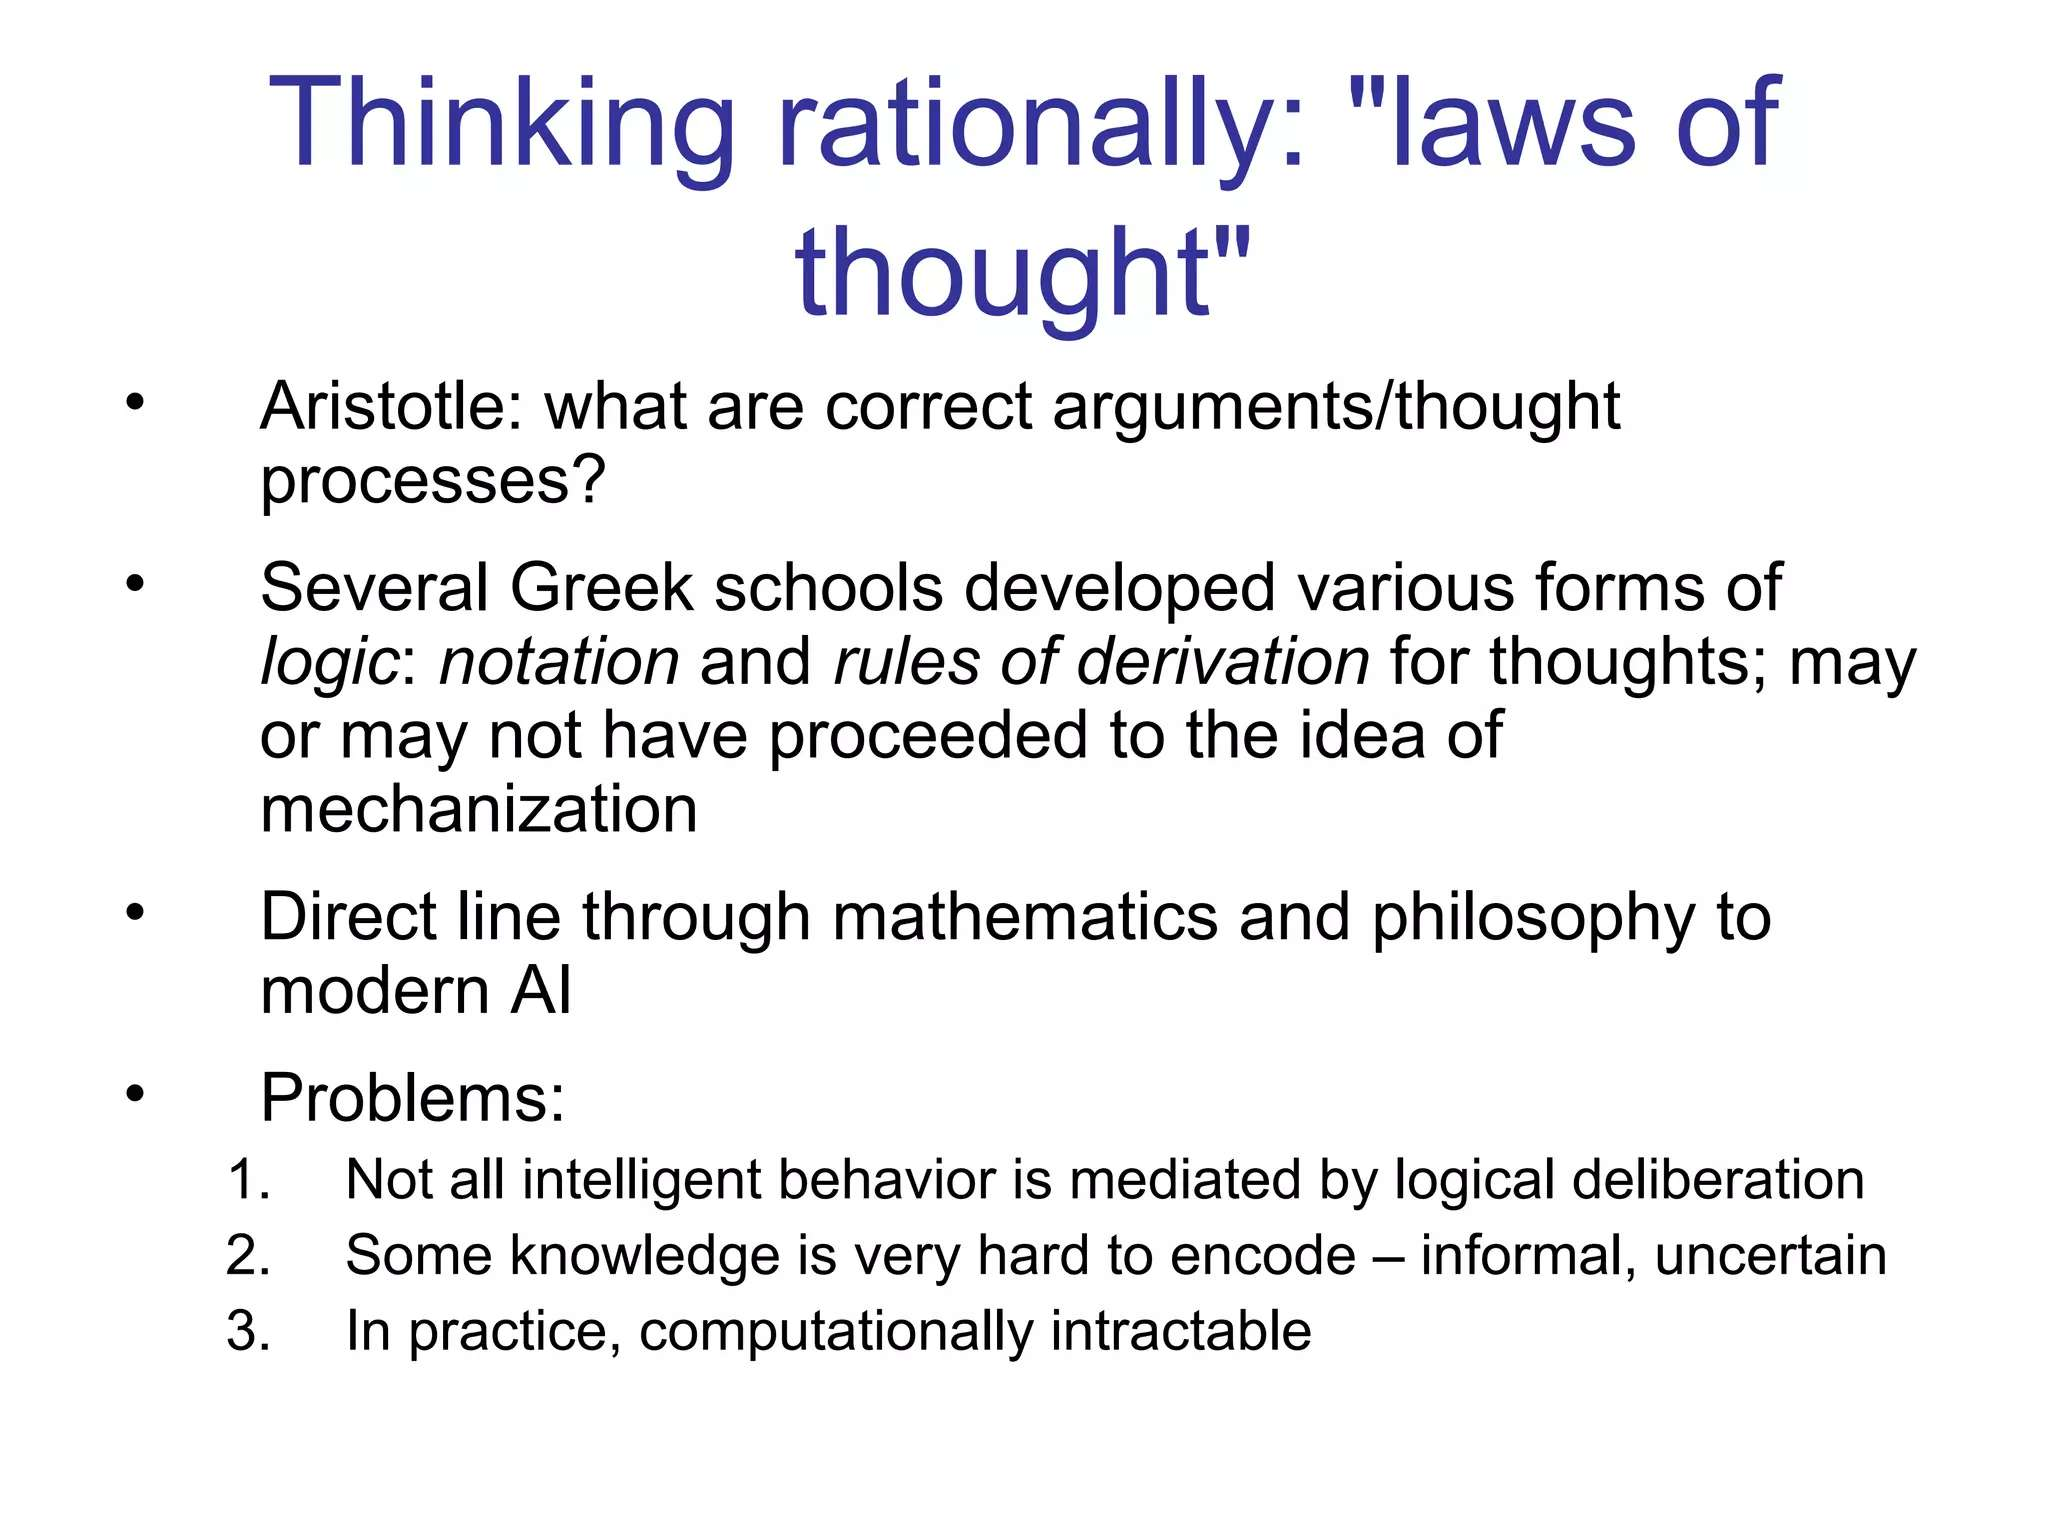 Thinking rationally: "laws of
thought"
• Aristotle: what are correct arguments/thought
processes?
• Several Greek schools developed various forms of
logic: notation and rules of derivation for thoughts; may
or may not have proceeded to the idea of
mechanization
• Direct line through mathematics and philosophy to
modern AI
• Problems:
1. Not all intelligent behavior is mediated by logical deliberation
2. Some knowledge is very hard to encode – informal, uncertain
3. In practice, computationally intractable